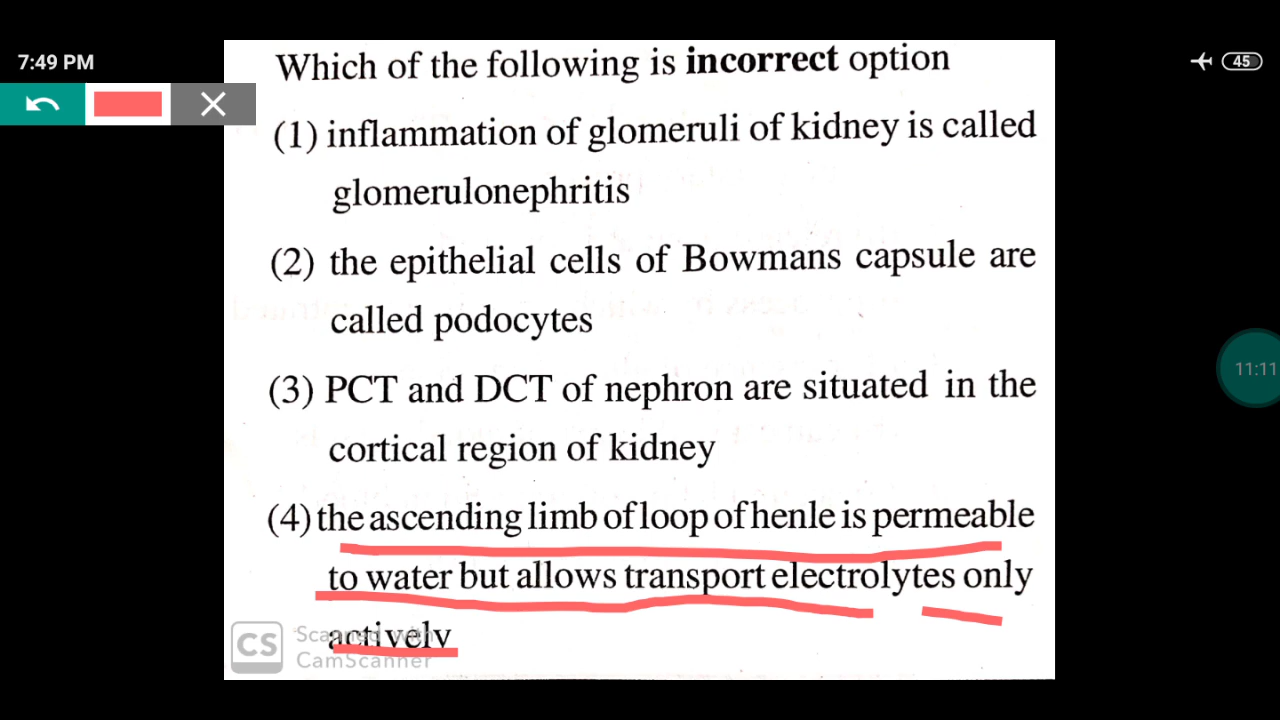 7:49 PM
45
Which of the following is incorrect option
(1) inflammation of glomeruli of kidney is called
glomerulonephritis
(2) the epithelial cells of Bowmans capsule are
called podocytes
(3) PCT and DCT of nephron are situated in the
cortical region of kidney
11:11
(4) the ascending limb of loop of henle is permeable
to water but allows transport electrolytes only
actively
CS Scanned with
CamScanner